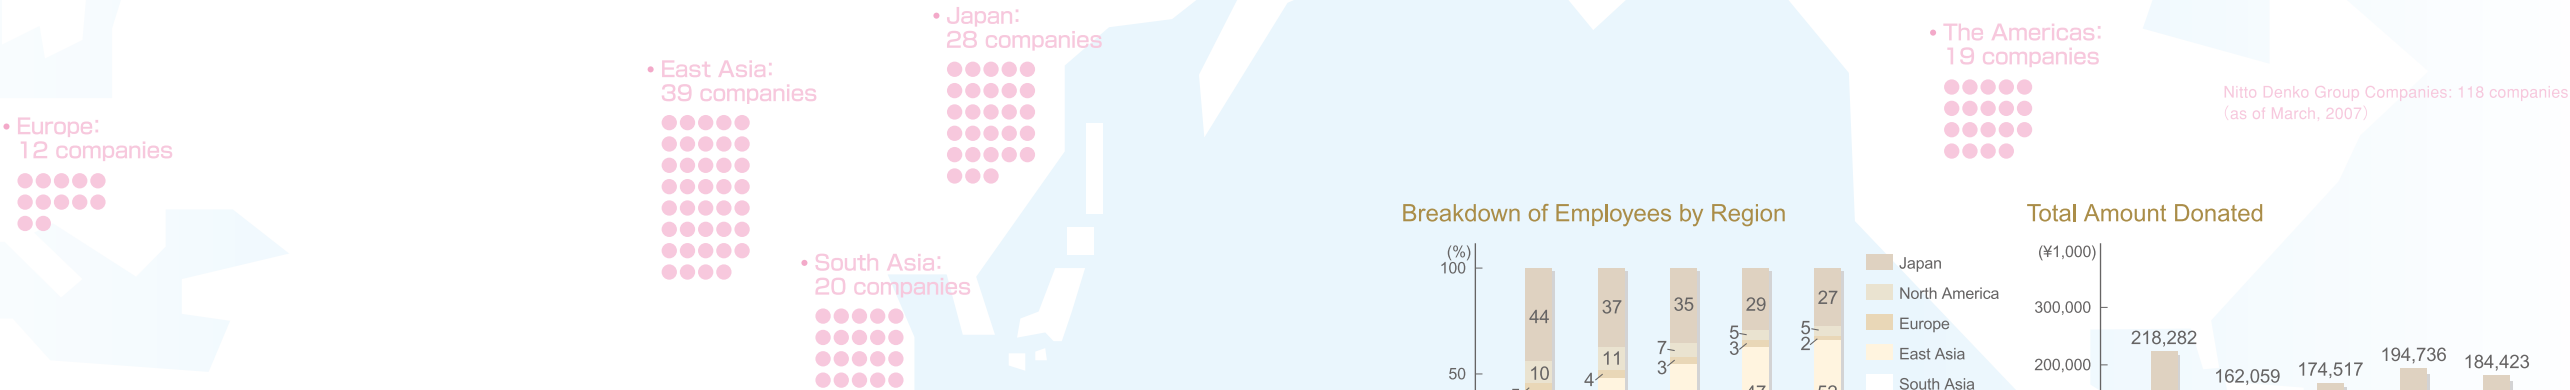 • Japan:
28 companies
• The Americas:
19 companies
• East Asia:
39 companies
Nitto Denko Group Companies: 118 companies
(as of March, 2007)
• Europe:
12 companies
• South Asia:
20 companies
Breakdown of Employees by Region
(%)
100
50
44
37
35
29
27
10
11
7
5
5
4
3
3
2
Japan
North America
Europe
East Asia
South Asia
Total Amount Donated
(¥1,000)
300,000
200,000
218,282
162,059
174,517
194,736
184,423